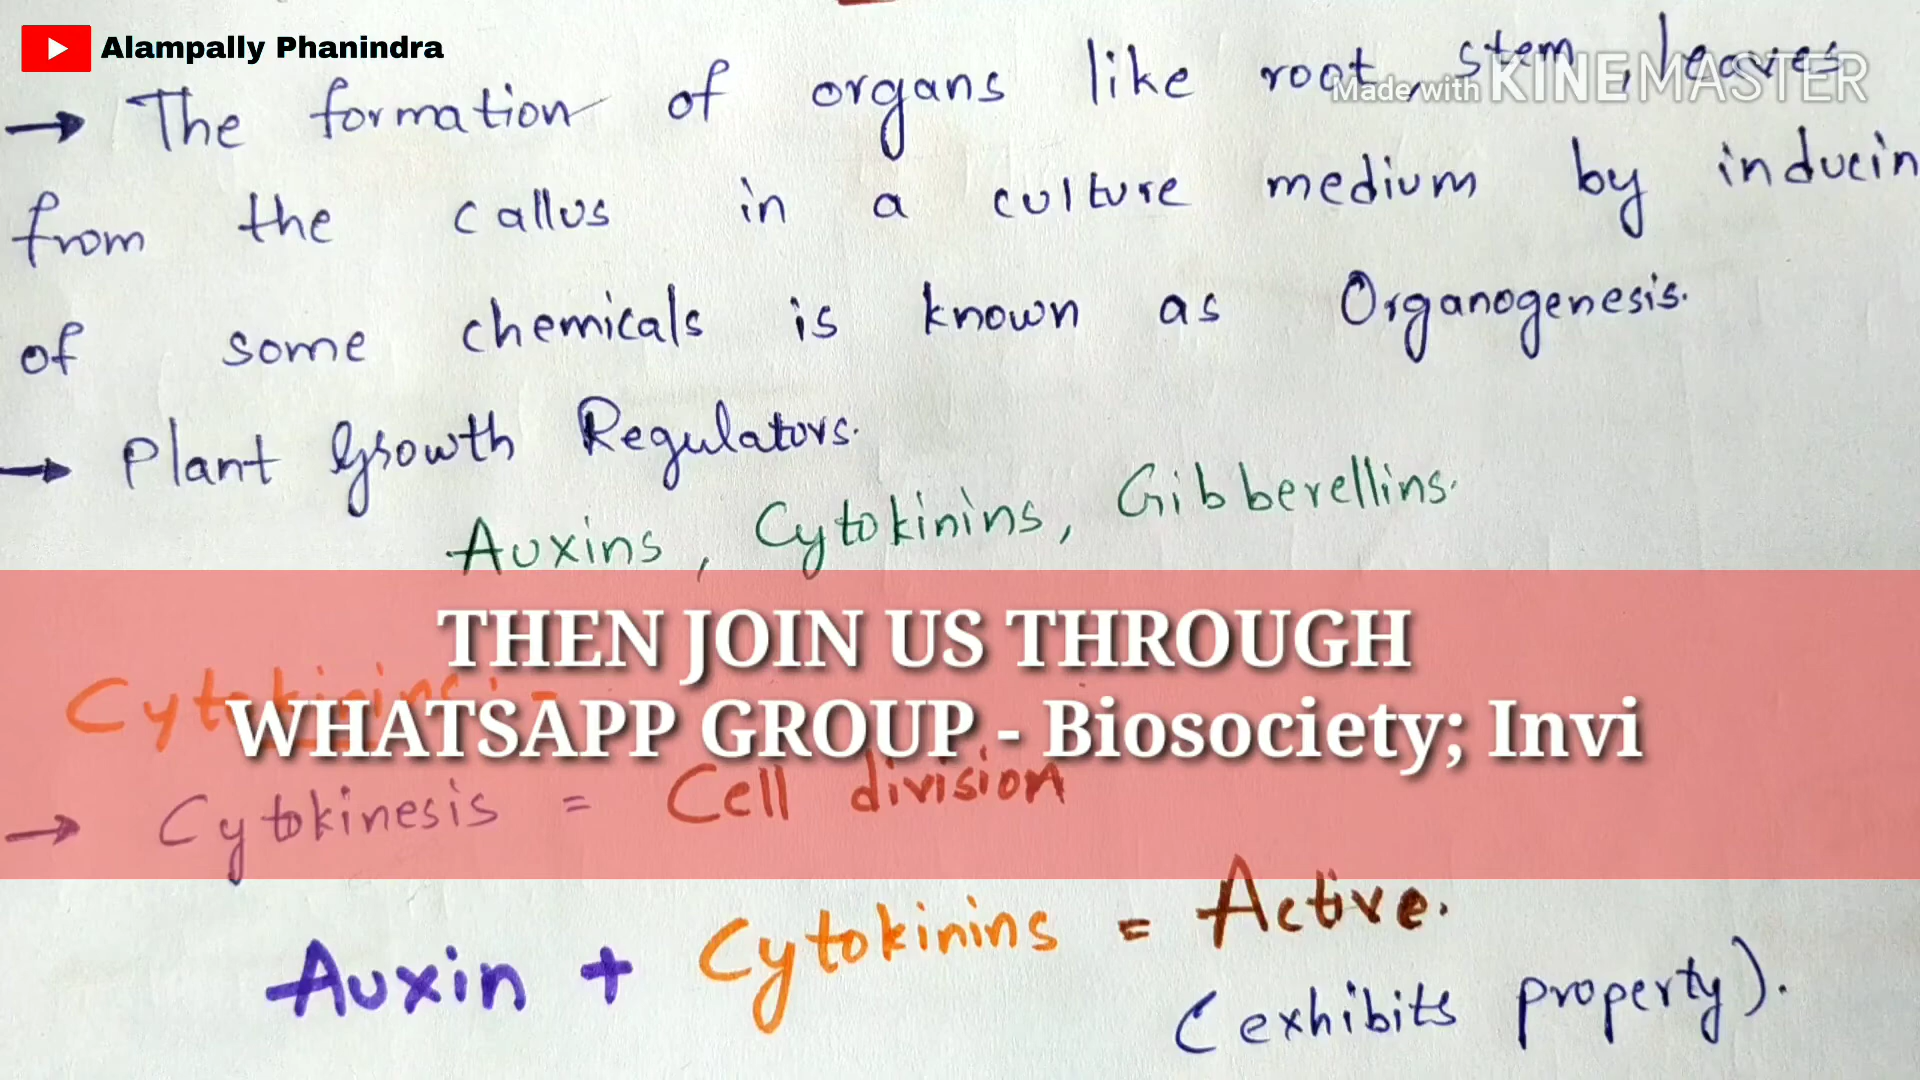 Alampally Phanindra
Made with KINEMASTER
→ The formation of organs like root, stem, leaves
from the callus in a culture medium by inducin
of some chemicals is known as Organogenesis.
→ Plant Growth Regulators.
Auxins, Cytokinins, Gibberellins.
THEN JOIN US THROUGH
WHATSAPP GROUP - Biosociety; Invi
Cytokinins:-
→ Cytokinesis = Cell division
Auxin + Cytokinins = Active.
(exhibits property).